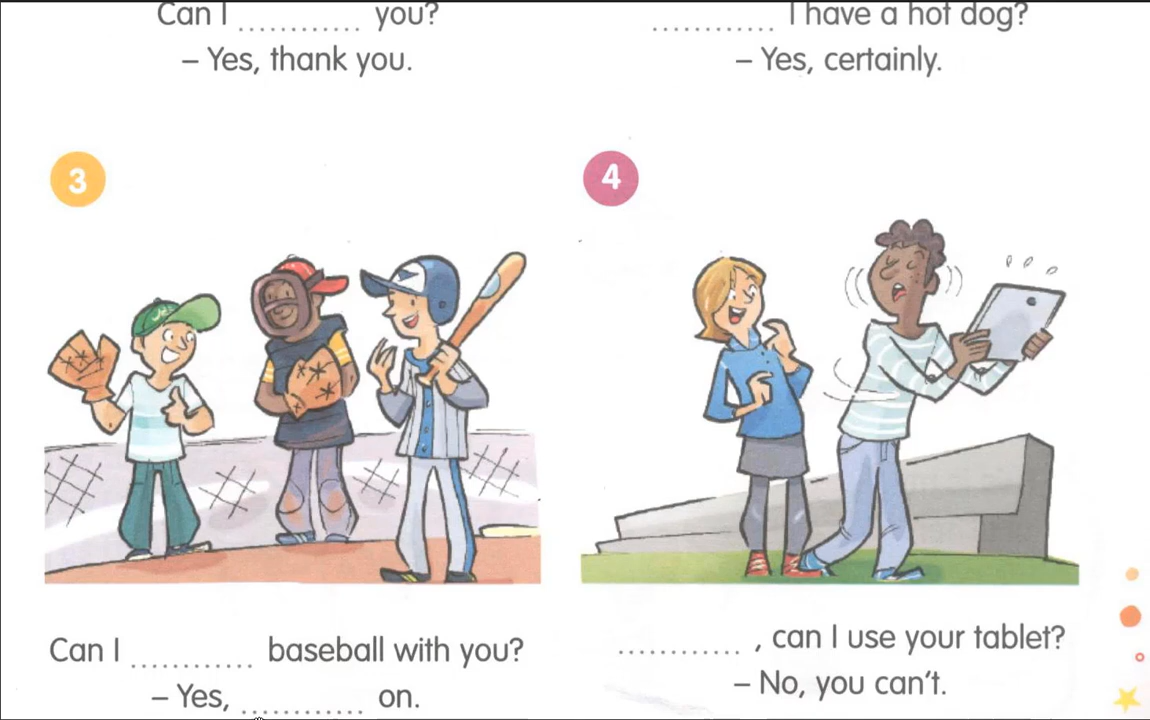 Can I ............ you?
– Yes, thank you.
............ I have a hot dog?
– Yes, certainly.
3
4
Can I ............ baseball with you?
– Yes, ............ on.
............ , can I use your tablet?
– No, you can't.